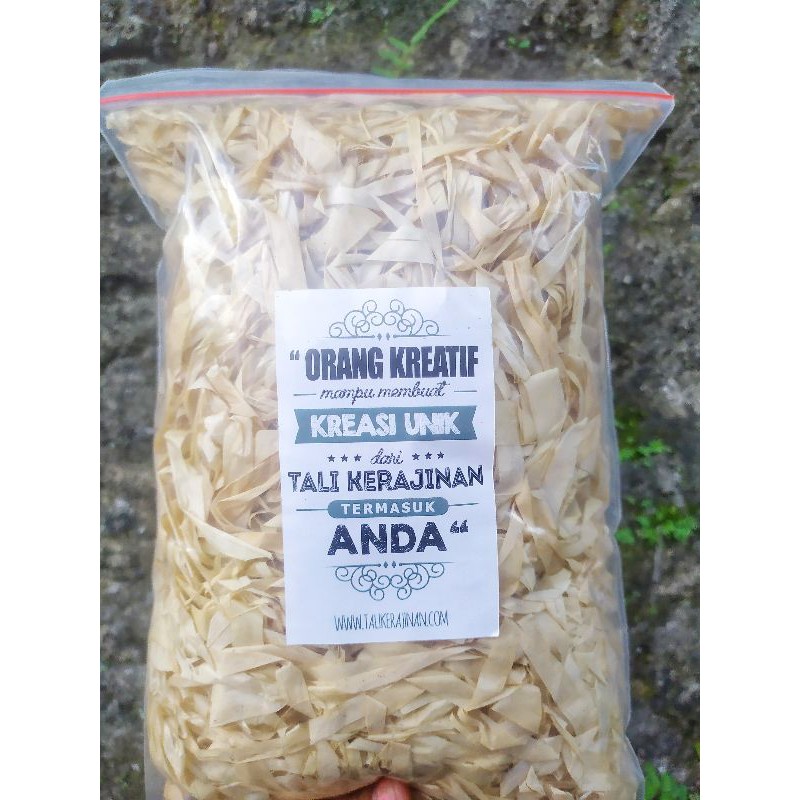 “ ORANG KREATIF
mampu membuat
KREASI UNIK
dari
TALI KERAJINAN
TERMASUK
ANDA “
WWW.TALIKERAJINAN.COM